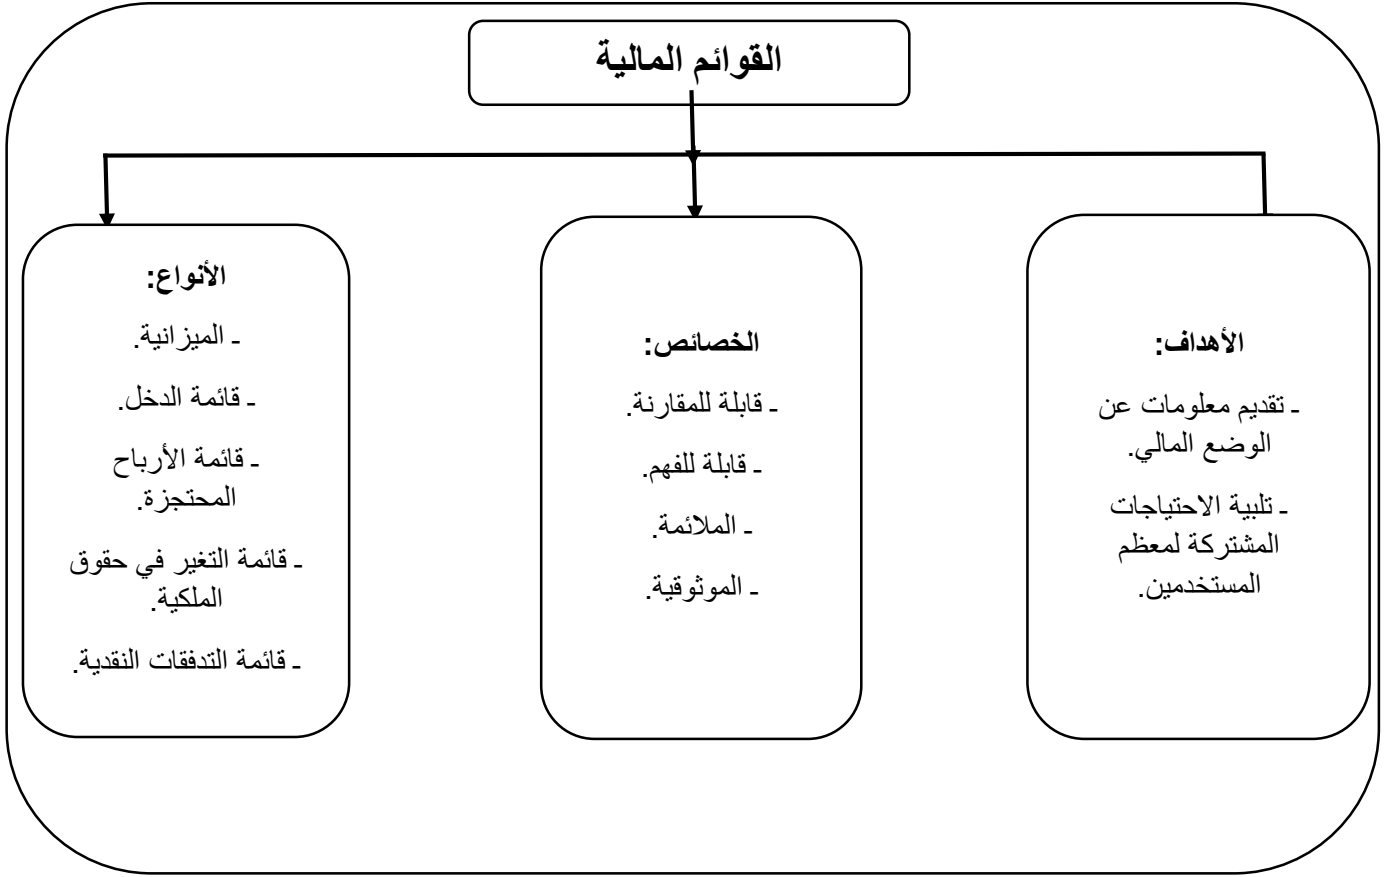 القوائم المالية
الأهداف:
ـ تقديم معلومات عن
الوضع المالي.
ـ تلبية الاحتياجات
المشتركة لمعظم
المستخدمين.
الخصائص:
ـ قابلة للمقارنة.
ـ قابلة للفهم.
ـ الملائمة.
ـ الموثوقية.
الأنواع:
ـ الميزانية.
ـ قائمة الدخل.
ـ قائمة الأرباح
المحتجزة.
ـ قائمة التغير في حقوق
الملكية.
ـ قائمة التدفقات النقدية.